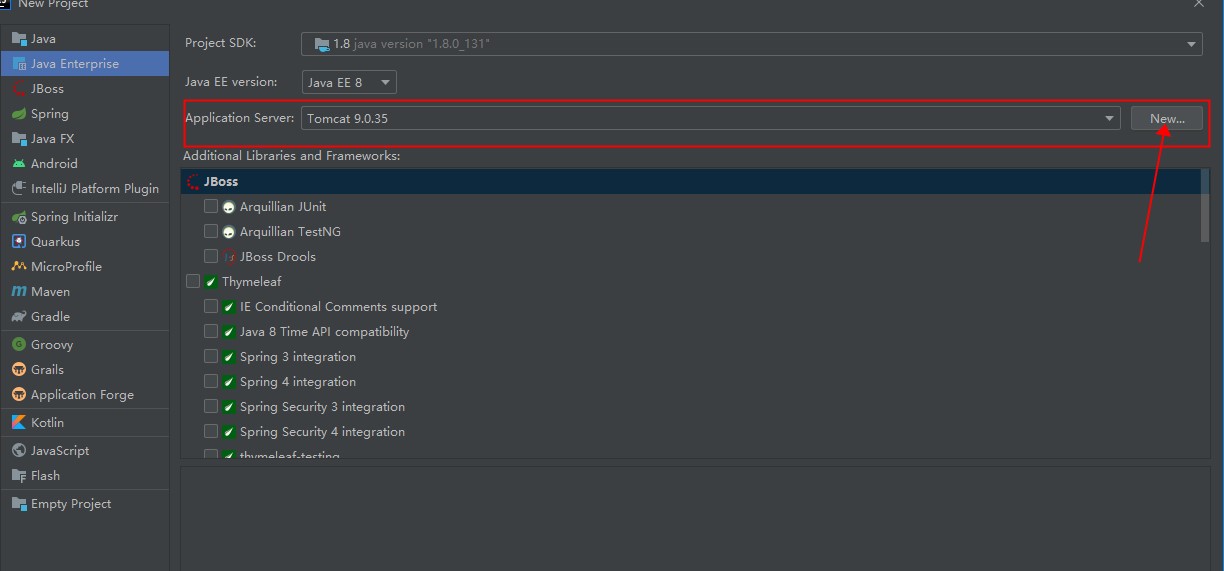 New Project
Java
Java Enterprise
JBoss
Spring
Java FX
Android
IntelliJ Platform Plugin
Spring Initializr
Quarkus
MicroProfile
Maven
Gradle
Groovy
Grails
Application Forge
Kotlin
JavaScript
Flash
Empty Project
Project SDK: 1.8 java version "1.8.0_131"
Java EE version: Java EE 8
Application Server: Tomcat 9.0.35 New...
Additional Libraries and Frameworks:
JBoss
Arquillian JUnit
Arquillian TestNG
JBoss Drools
Thymeleaf
IE Conditional Comments support
Java 8 Time API compatibility
Spring 3 integration
Spring 4 integration
Spring Security 3 integration
Spring Security 4 integration
thymeleaf-testing